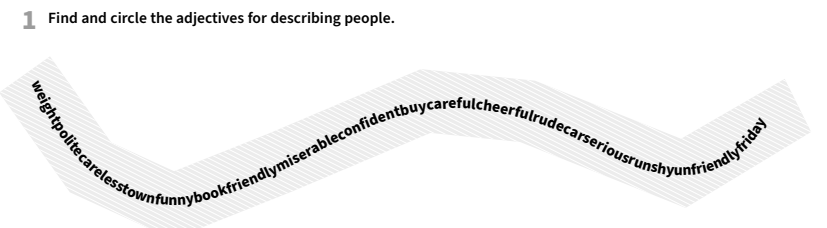 1 Find and circle the adjectives for describing people.
weightpolitecarelesstownfunnybookfriendlymiserableconfidentbuycarefulcheerfulrudecarseriousrunshyunfriendlyfriday